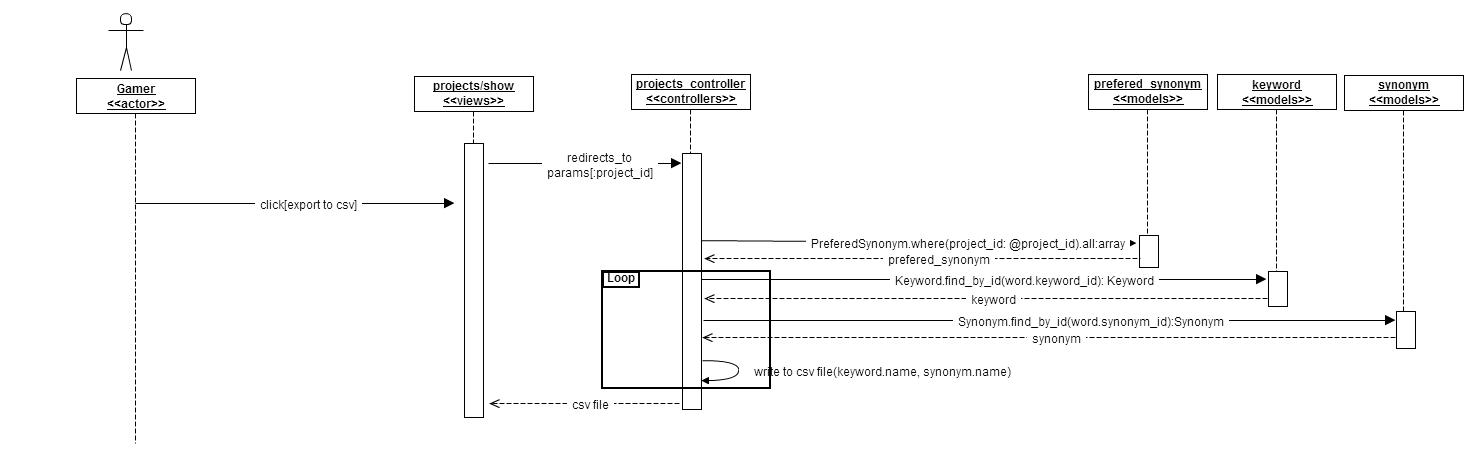 Gamer
<<actor>>
projects/show
<<views>>
projects_controller
<<controllers>>
prefered_synonym
<<models>>
keyword
<<models>>
synonym
<<models>>
redirects_to
params[:project_id]
click[export to csv]
PreferedSynonym.where(project_id: @project_id).all:array
prefered_synonym
Loop
Keyword.find_by_id(word.keyword_id): Keyword
keyword
Synonym.find_by_id(word.synonym_id):Synonym
synonym
write to csv file(keyword.name, synonym.name)
csv file